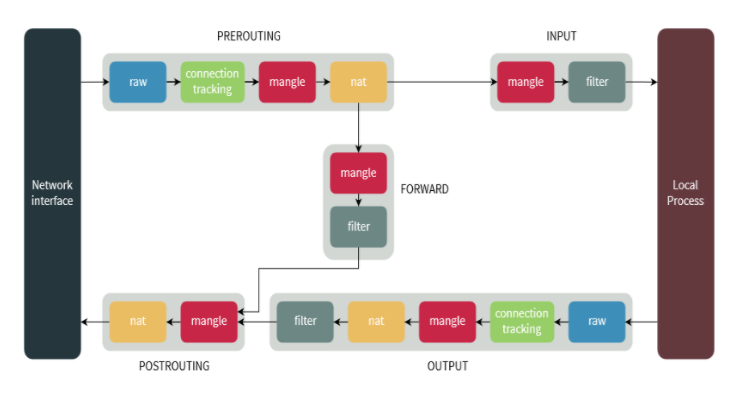 PREROUTING
INPUT
raw
connection
tracking
mangle
nat
mangle
filter
Network
interface
mangle
FORWARD
filter
Local
Process
nat
mangle
filter
nat
mangle
connection
tracking
raw
POSTROUTING
OUTPUT